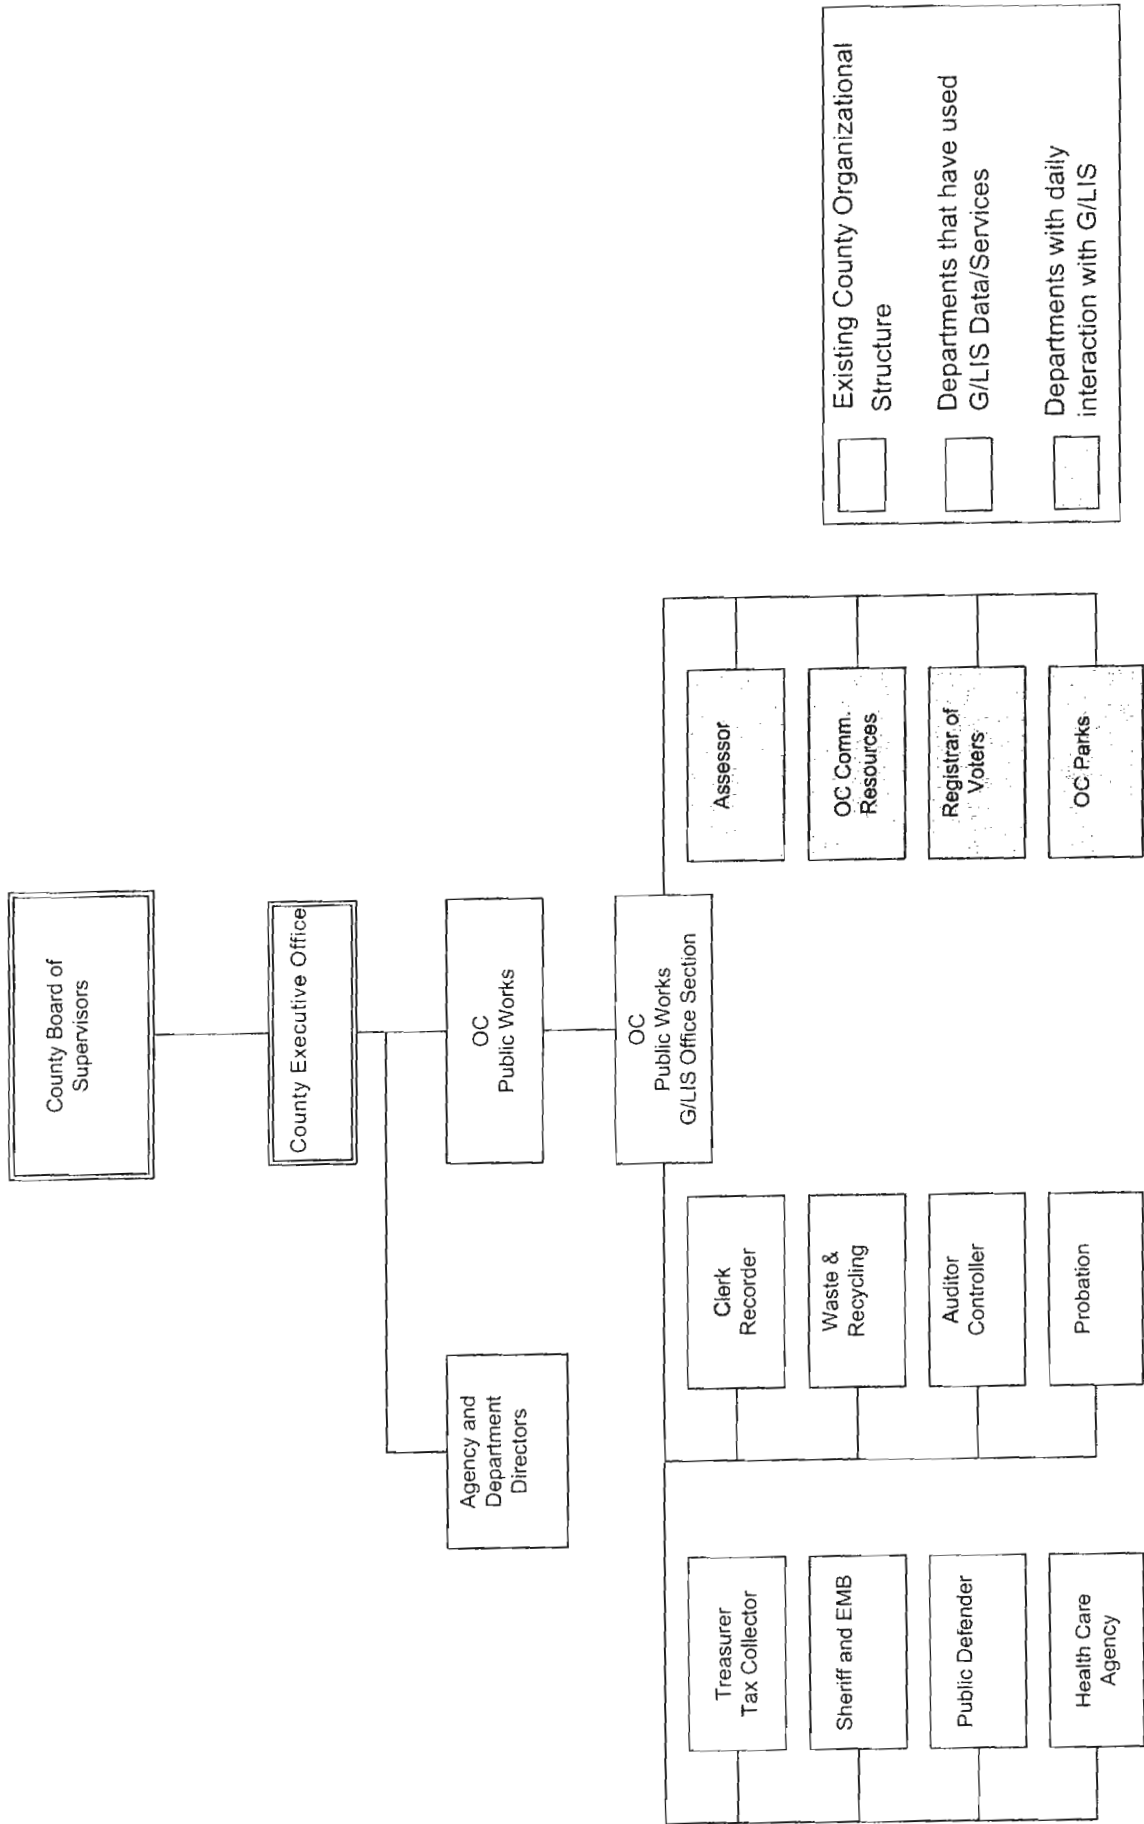 County Board of
Supervisors
County Executive Office
Agency and
Department
Directors
OC
Public Works
OC
Public Works
G/LIS Office Section
Treasurer
Tax Collector
Sheriff and EMB
Public Defender
Health Care
Agency
Clerk
Recorder
Waste &
Recycling
Auditor
Controller
Probation
Assessor
OC Comm.
Resources
Registrar of
Voters
OC Parks
Existing County Organizational
Structure
Departments that have used
G/LIS Data/Services
Departments with daily
interaction with G/LIS